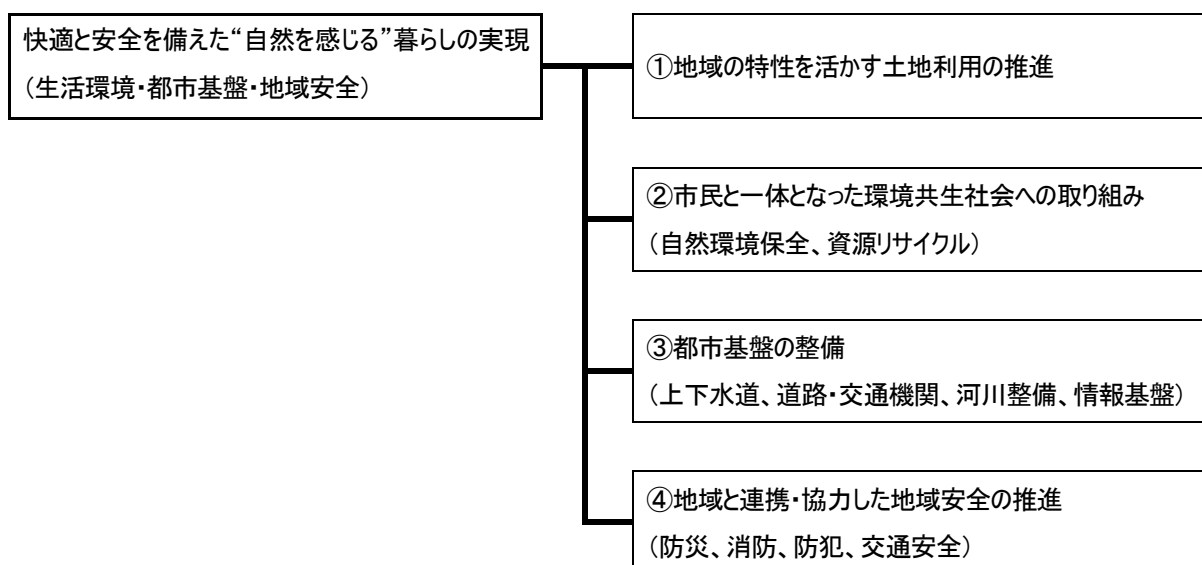 快適と安全を備えた“自然を感じる”暮らしの実現
（生活環境・都市基盤・地域安全）
①地域の特性を活かす土地利用の推進
②市民と一体となった環境共生社会への取り組み
（自然環境保全、資源リサイクル）
③都市基盤の整備
（上下水道、道路・交通機関、河川整備、情報基盤）
④地域と連携・協力した地域安全の推進
（防災、消防、防犯、交通安全）